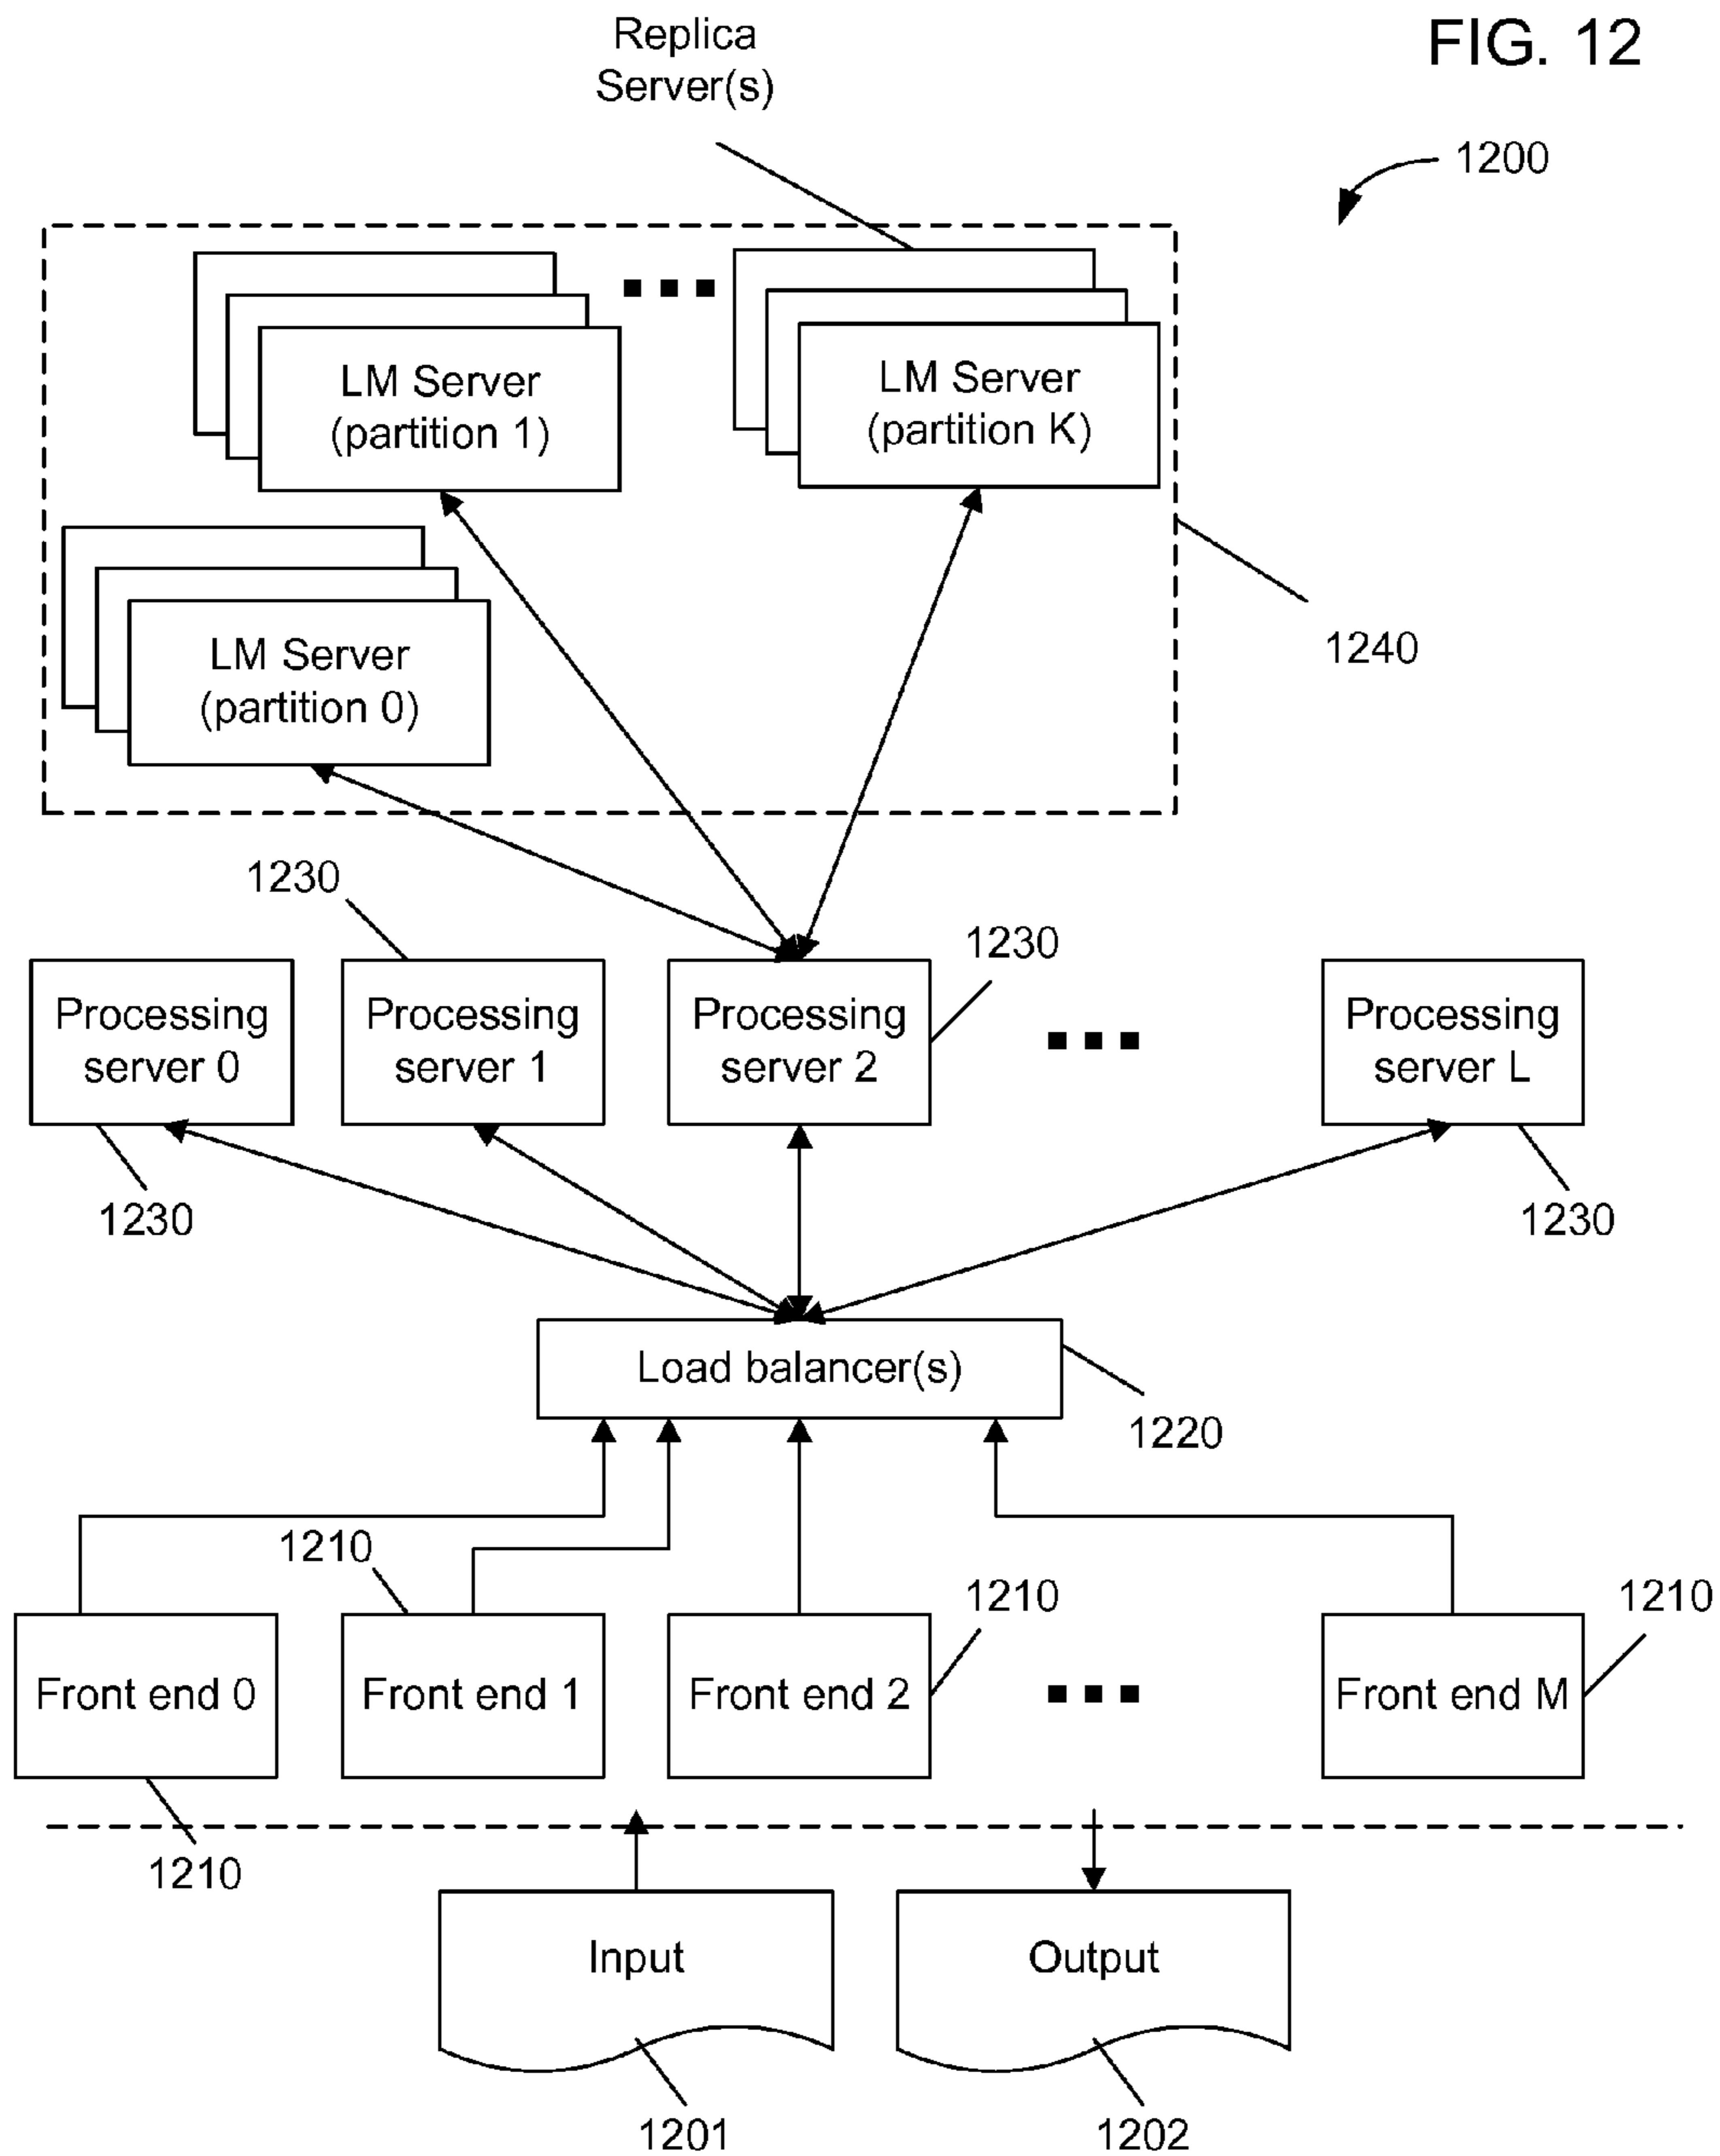 FIG. 12
Replica
Server(s)
1200
LM Server
(partition 1)
LM Server
(partition K)
LM Server
(partition 0)
1240
1230
1230
Processing
server 0
Processing
server 1
Processing
server 2
Processing
server L
1230
1230
Load balancer(s)
1220
1210
1210
1210
Front end 0
Front end 1
Front end 2
Front end M
1210
Input
Output
1201
1202